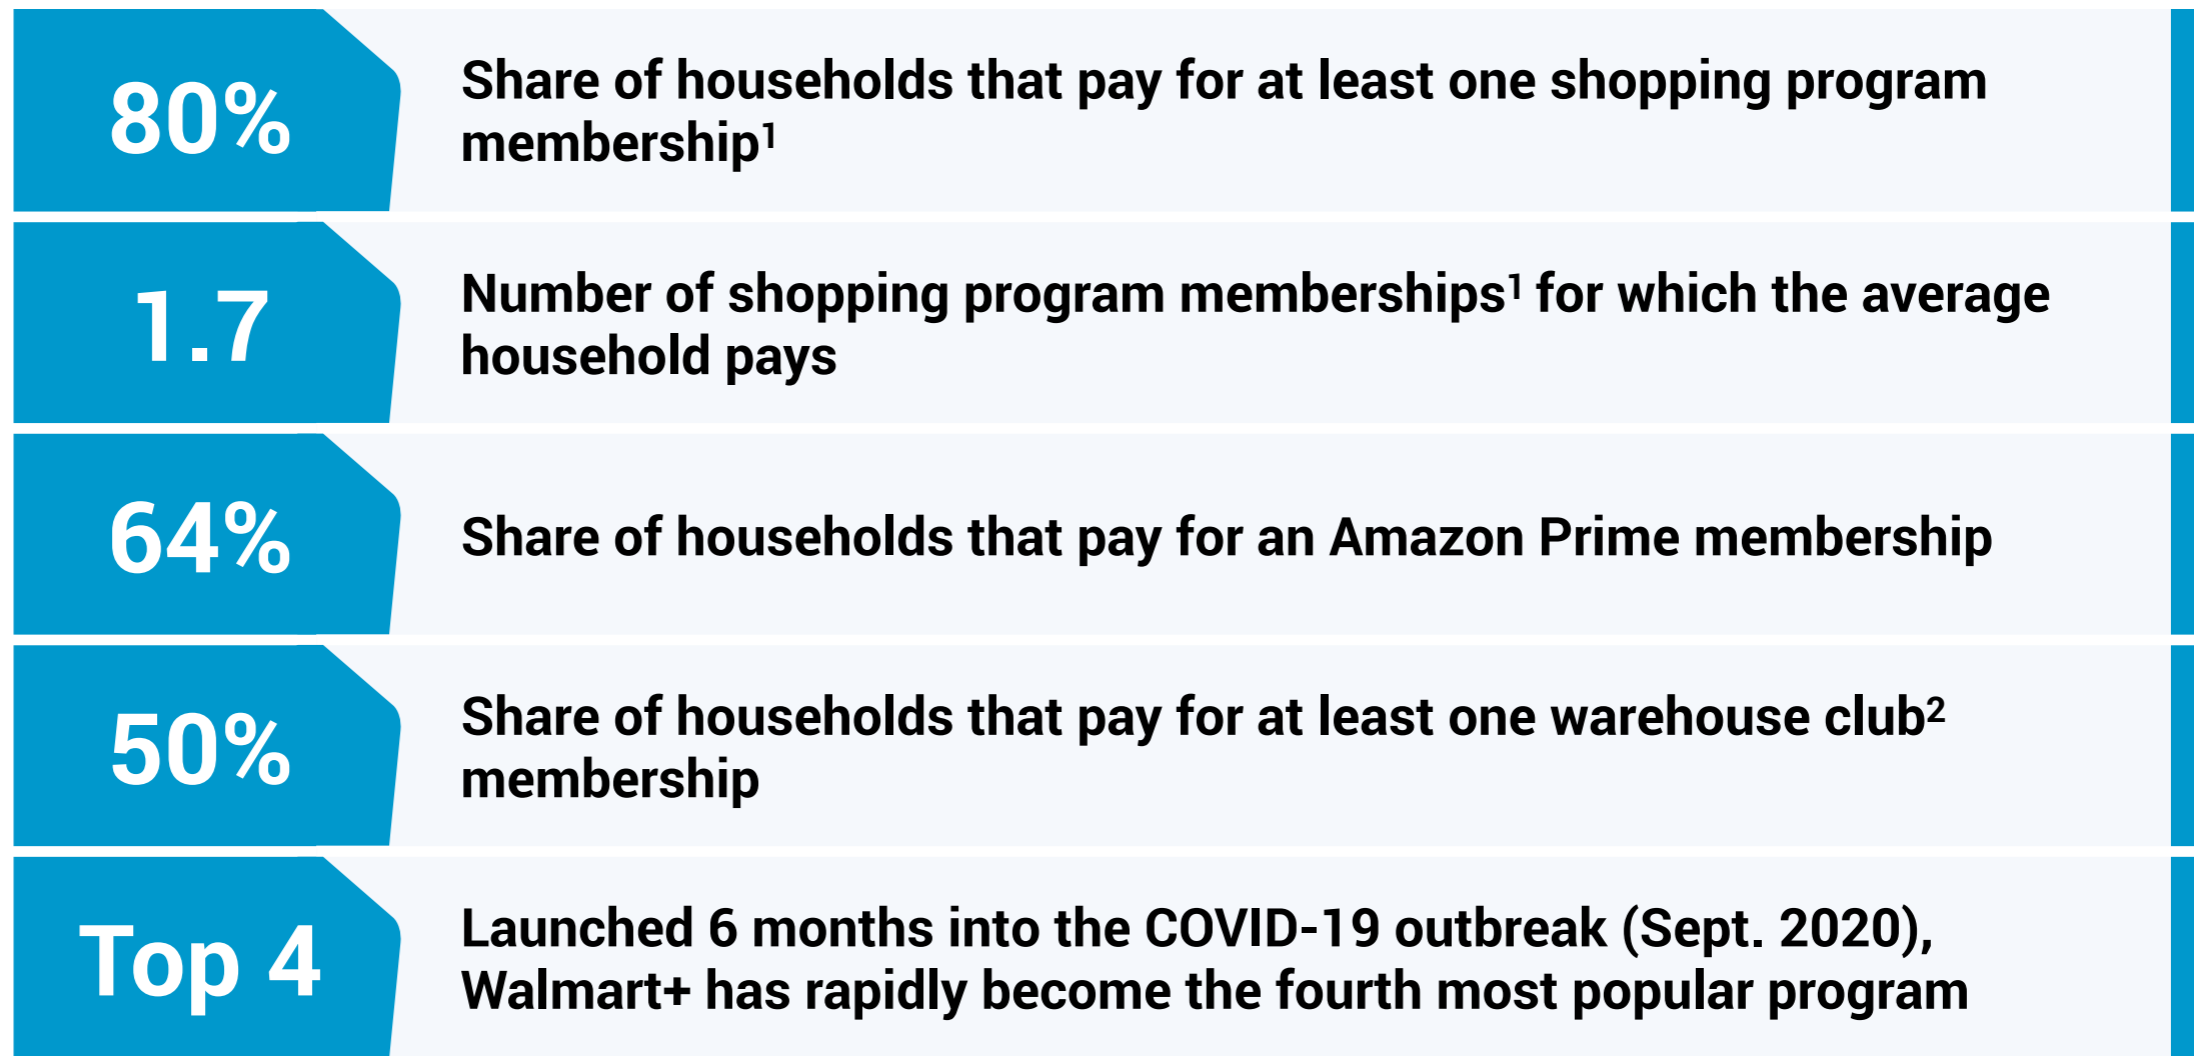 80%
Share of households that pay for at least one shopping program
membership¹
1.7
Number of shopping program memberships¹ for which the average
household pays
64%
Share of households that pay for an Amazon Prime membership
50%
Share of households that pay for at least one warehouse club²
membership
Top 4
Launched 6 months into the COVID-19 outbreak (Sept. 2020),
Walmart+ has rapidly become the fourth most popular program